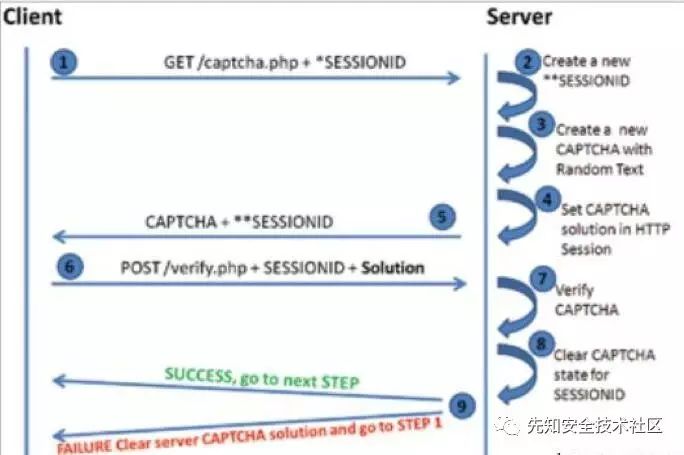 Client
Server
1
GET /captcha.php + *SESSIONID
2
Create a new
**SESSIONID
3
Create a new
CAPTCHA with
Random Text
4
Set CAPTCHA
solution in HTTP
Session
CAPTCHA + **SESSIONID
5
6
POST /verify.php + SESSIONID + Solution
7
Verify
CAPTCHA
8
Clear CAPTCHA
state for
SESSIONID
SUCCESS, go to next STEP
9
FAILURE Clear server CAPTCHA solution and go to STEP 1
先知安全技术社区